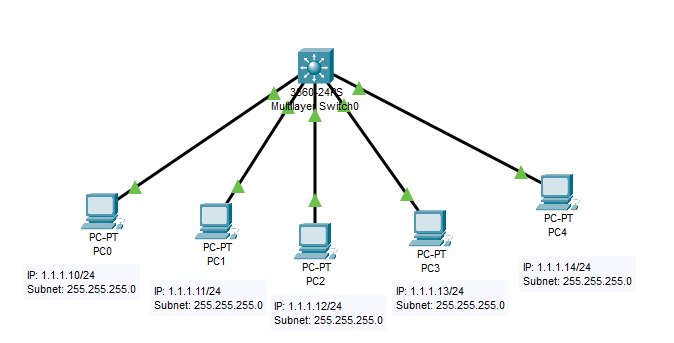 3560-24PS
Multilayer Switch0
PC-PT
PC0
IP: 1.1.1.10/24
Subnet: 255.255.255.0
PC-PT
PC1
IP: 1.1.1.11/24
Subnet: 255.255.255.0
PC-PT
PC2
IP: 1.1.1.12/24
Subnet: 255.255.255.0
PC-PT
PC3
IP: 1.1.1.13/24
Subnet: 255.255.255.0
PC-PT
PC4
IP: 1.1.1.14/24
Subnet: 255.255.255.0